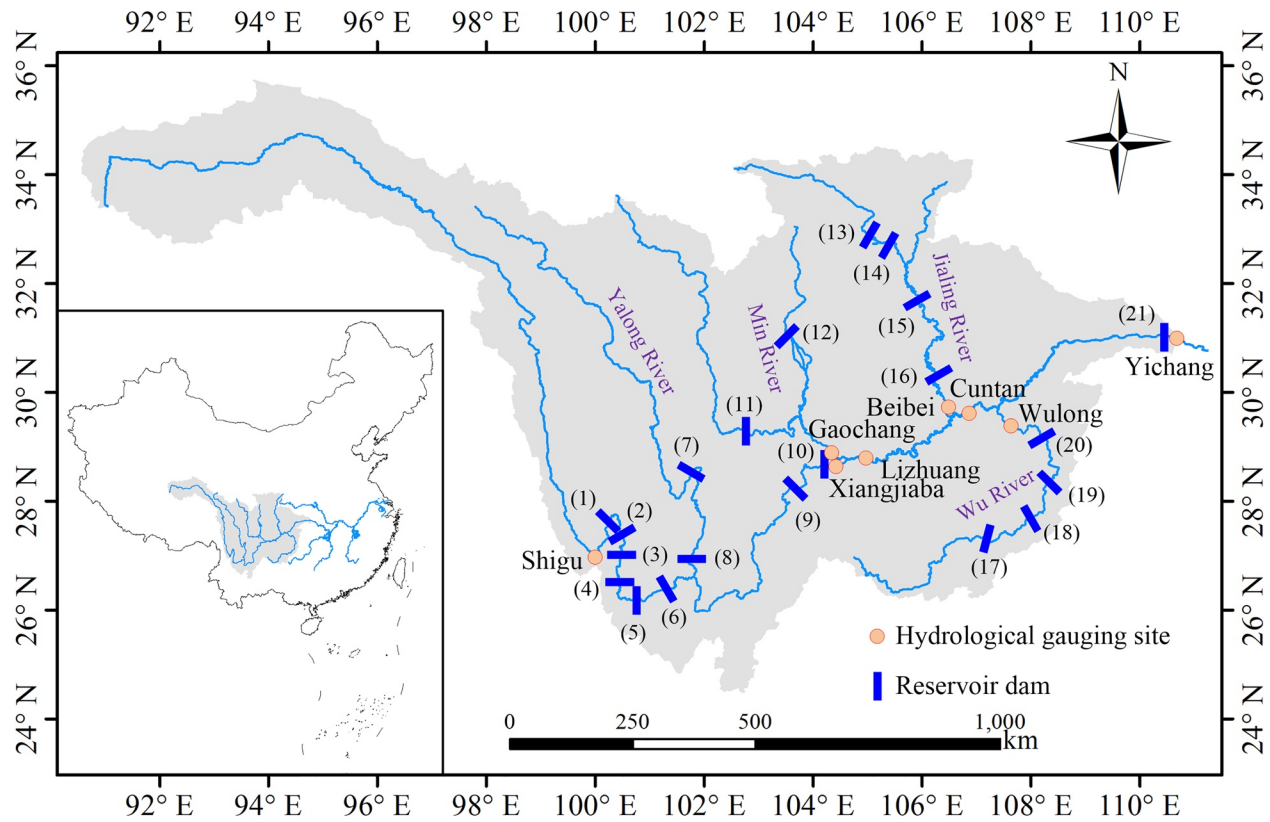 92° E 94° E 96° E 98° E 100° E 102° E 104° E 106° E 108° E 110° E
36° N
36° N
34° N
34° N
32° N
32° N
30° N
30° N
28° N
28° N
26° N
26° N
24° N
24° N
N
(13)
(14)
Jialing River
Yalong River
Min River
(12)
(15)
(21)
Yichang
(16)
Cuntan
Beibei
Wulong
(11)
Gaochang
(20)
(7)
(10)
Lizhuang
Xiangjiaba
Wu River
(19)
(1)
(2)
(9)
(18)
Shigu
(3)
(8)
(17)
(4)
(5)
(6)
Hydrological gauging site
Reservoir dam
0 250 500 1,000
km
92° E 94° E 96° E 98° E 100° E 102° E 104° E 106° E 108° E 110° E